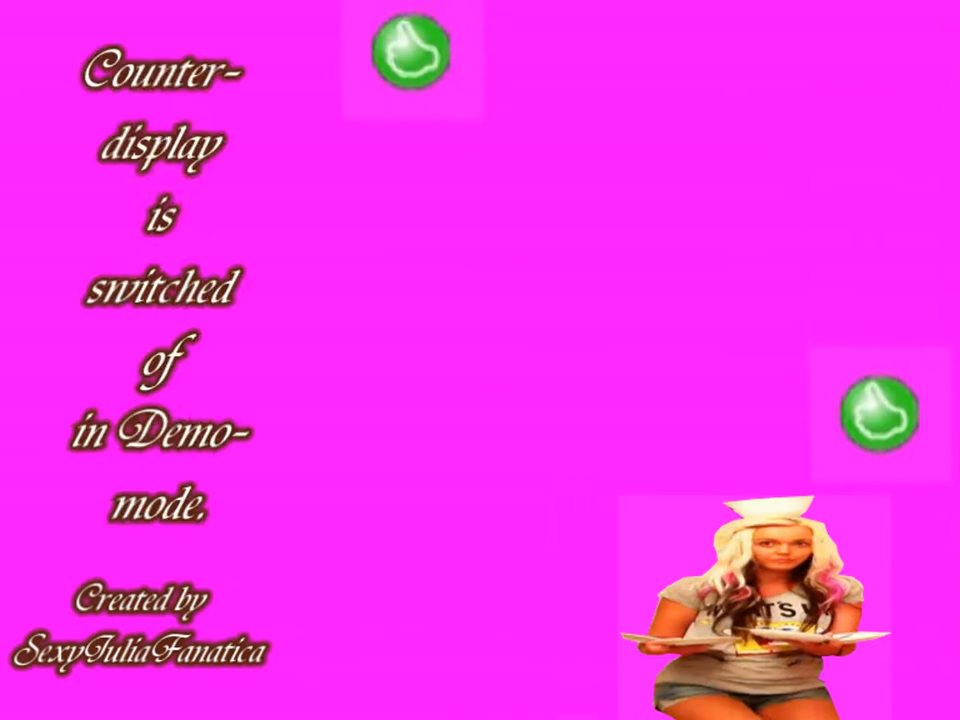 Counter-
display
is
switched
of
in Demo-
mode.
Created by
SexyJuliaFanatica